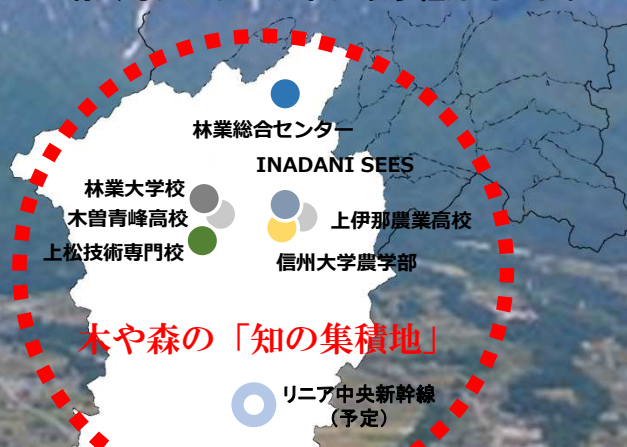 林業総合センター
INADANI SEES
林業大学校
木曽青峰高校
上伊那農業高校
上松技術専門校
信州大学農学部
木や森の「知の集積地」
リニア中央新幹線
（予定）